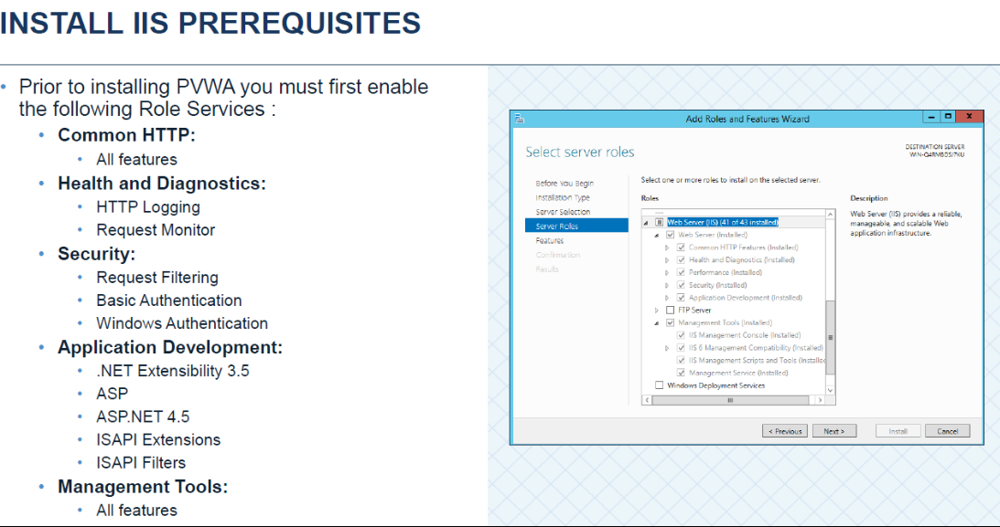 INSTALL IIS PREREQUISITES
• Prior to installing PVWA you must first enable
the following Role Services :
• Common HTTP:
• All features
• Health and Diagnostics:
• HTTP Logging
• Request Monitor
• Security:
• Request Filtering
• Basic Authentication
• Windows Authentication
• Application Development:
• .NET Extensibility 3.5
• ASP
• ASP.NET 4.5
• ISAPI Extensions
• ISAPI Filters
• Management Tools:
• All features
Add Roles and Features Wizard
Select server roles
DESTINATION SERVER
Before You Begin
Installation Type
Server Selection
Server Roles
Features
Confirmation
Results
Select one or more roles to install on the selected server.
Roles
Web Server (IIS) (41 of 43 installed)
Web Server (Installed)
Common HTTP Features (Installed)
Health and Diagnostics (Installed)
Performance (Installed)
Security (Installed)
Application Development (Installed)
FTP Server
Management Tools (Installed)
IIS Management Console (Installed)
IIS 6 Management Compatibility (Installed)
IIS Management Scripts and Tools (Installec
Management Service (Installed)
Windows Deployment Services
Description
Web Server (IIS) provides a reliable,
manageable, and scalable Web
application infrastructure.
< Previous
Next >
Install
Cancel